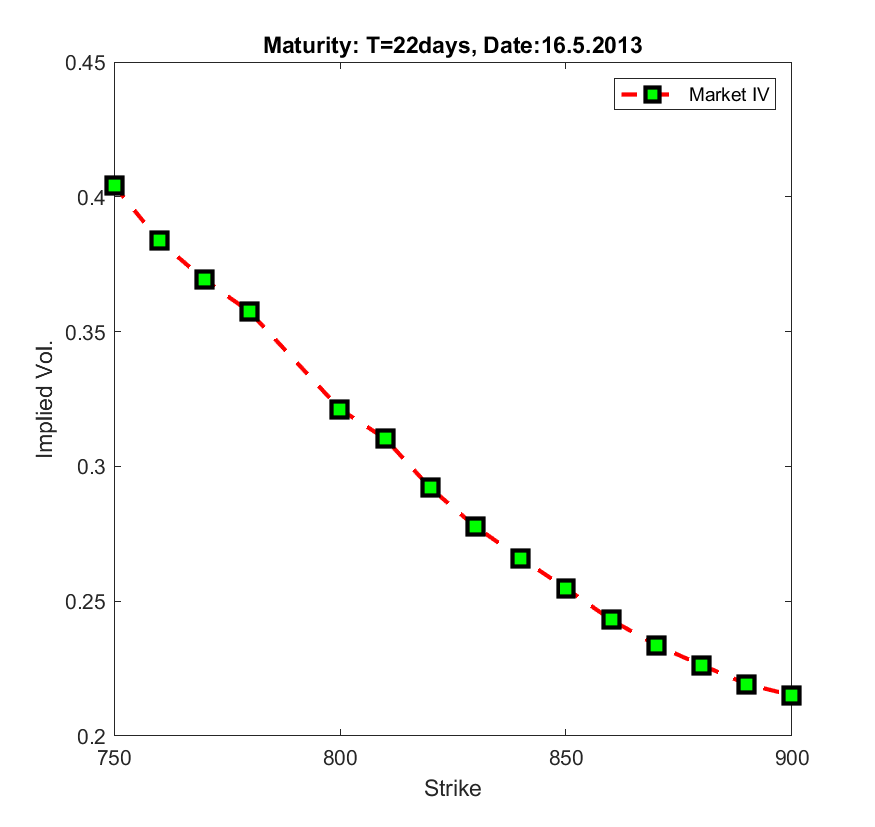 Maturity: T=22days, Date:16.5.2013
Market IV
0.45
0.4
0.35
0.3
0.25
0.2
Implied Vol.
750
800
850
900
Strike